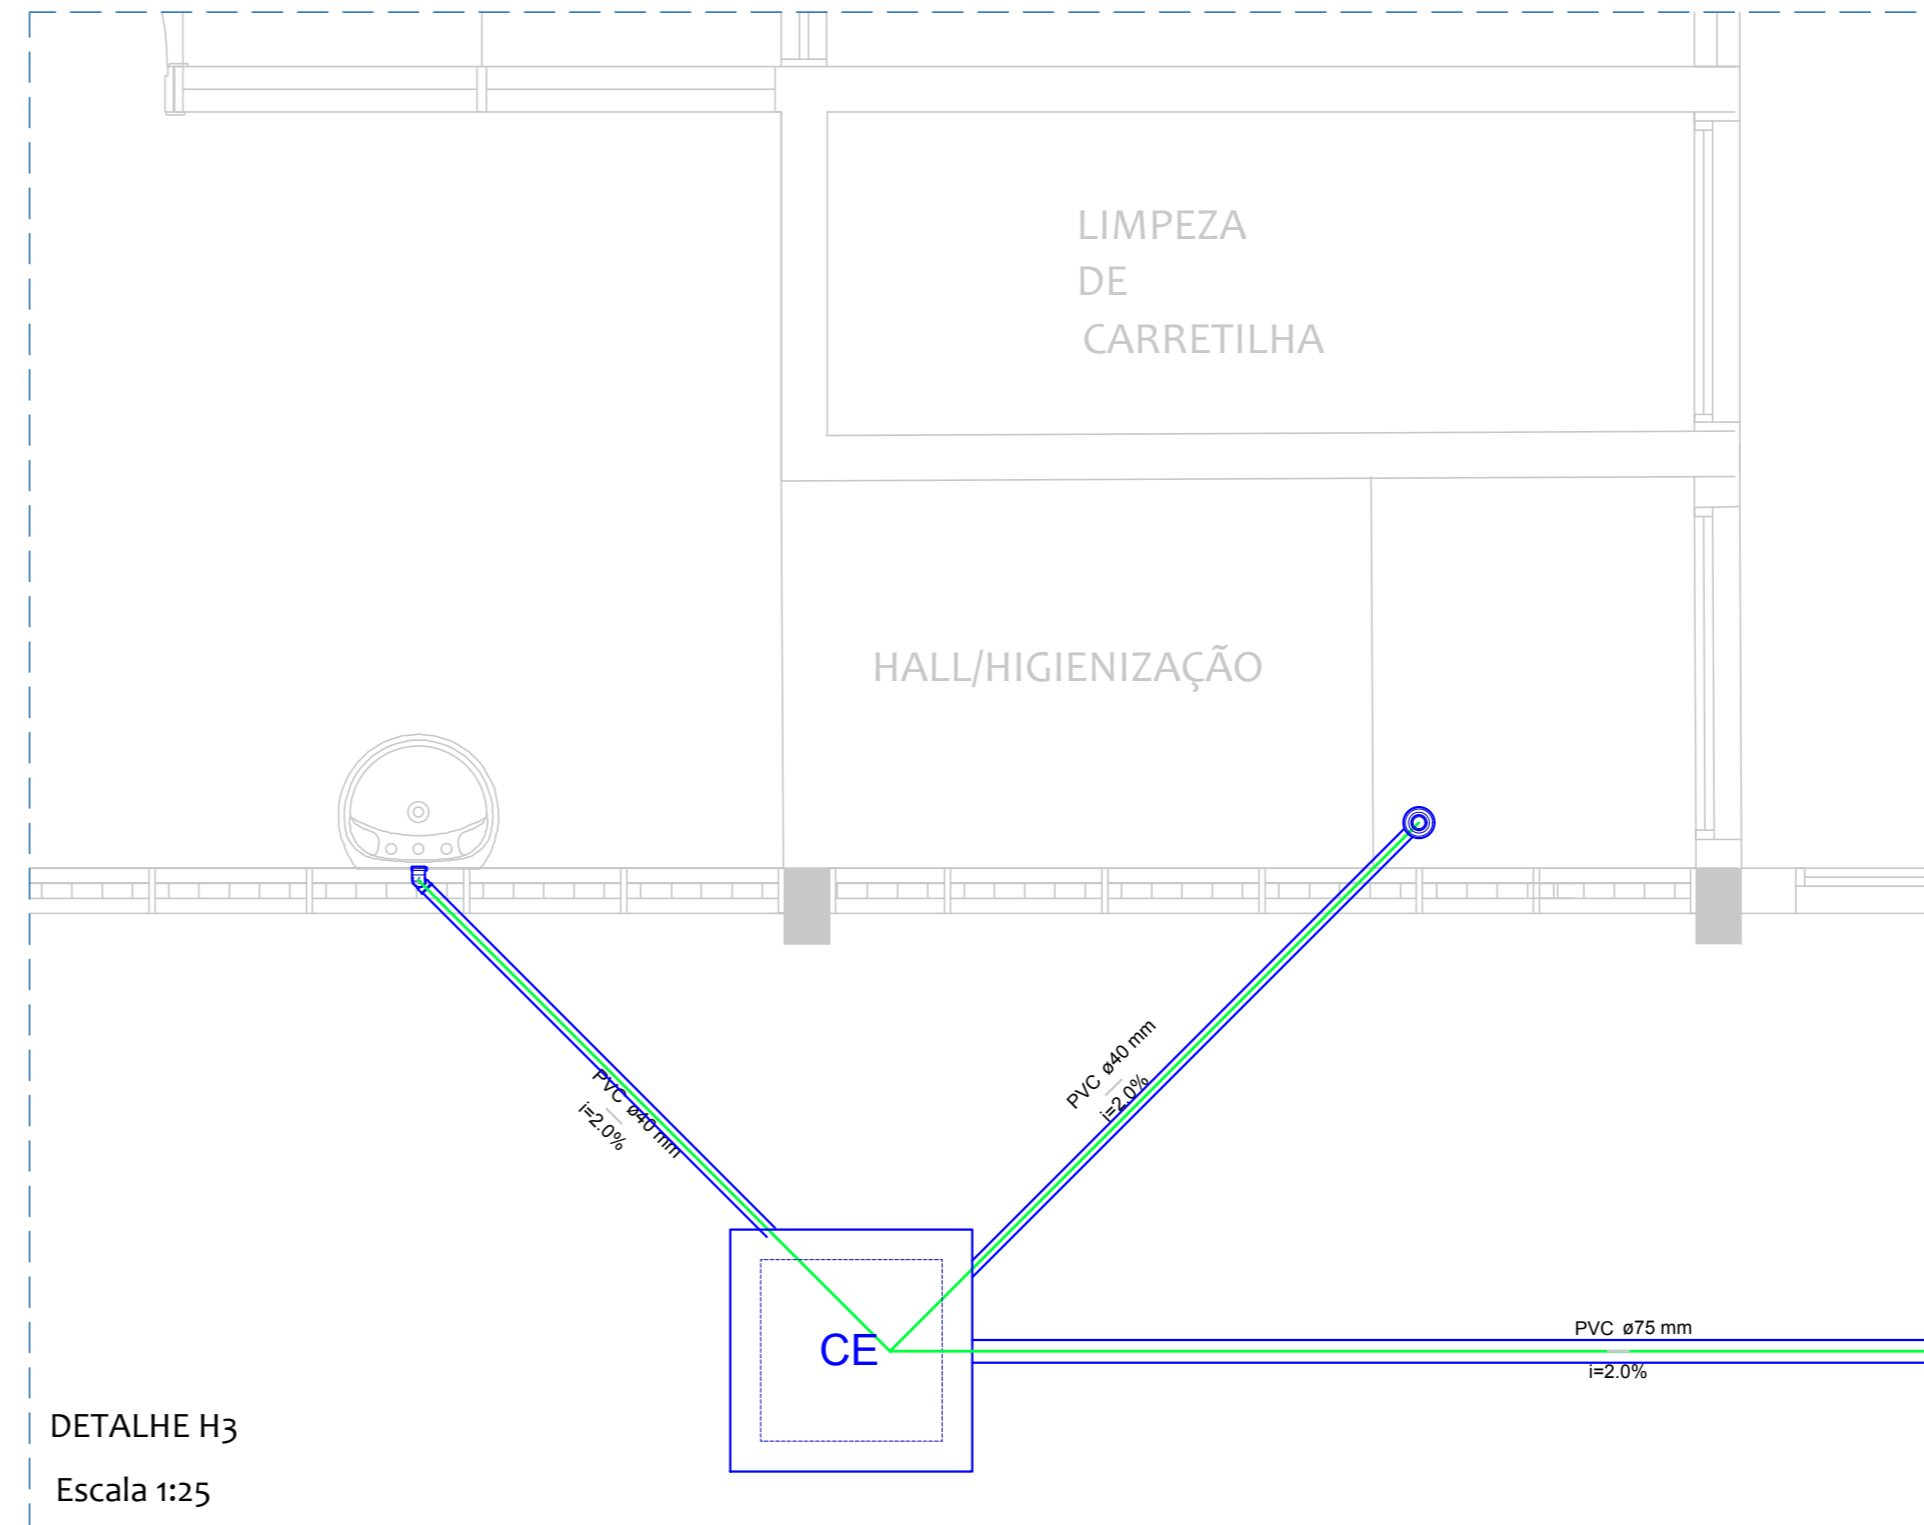 LIMPEZA
DE
CARRETILHA
HALL/HIGIENIZAÇÃO
PVC ø40 mm
i=2.0%
PVC ø40 mm
i=2.0%
CE
PVC ø75 mm
i=2.0%
DETALHE H3
Escala 1:25